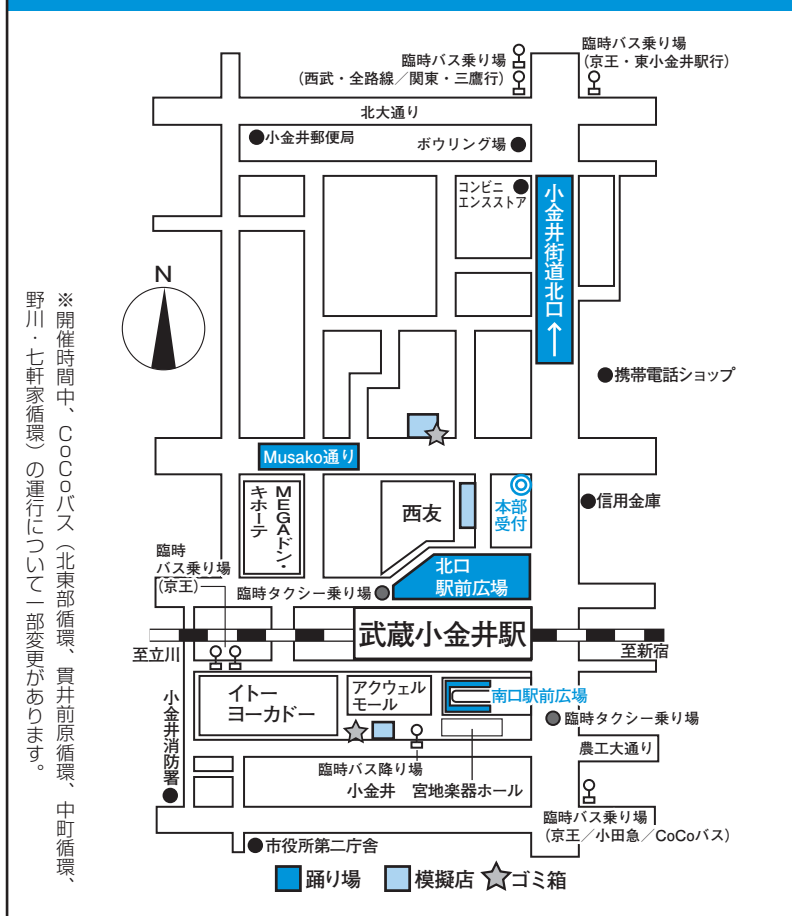 臨時バス乗り場
(西武・全路線／関東・三鷹行)
臨時バス乗り場
(京王・東小金井駅行)
北大通り
小金井郵便局
ボウリング場
コンビニ
エンスストア
小金井街道北口
→
N
携帯電話ショップ
Musako通り
MEGAドン・
キホーテ
西友
本部
受付
信用金庫
北口
駅前広場
臨時
バス乗り場
(京王)
臨時タクシー乗り場
武蔵小金井駅
至立川
至新宿
イトー
ヨーカドー
アクウェル
モール
南口駅前広場
臨時タクシー乗り場
小金井消防署
農工大通り
臨時バス降り場
小金井 宮地楽器ホール
臨時バス乗り場
(京王／小田急／CoCoバス)
市役所第二庁舎
踊り場
模擬店
ゴミ箱
※開催時間中、CoCoバス（北東部循環、貫井前原循環、中町循環、
野川・七軒家循環）の運行について一部変更があります。